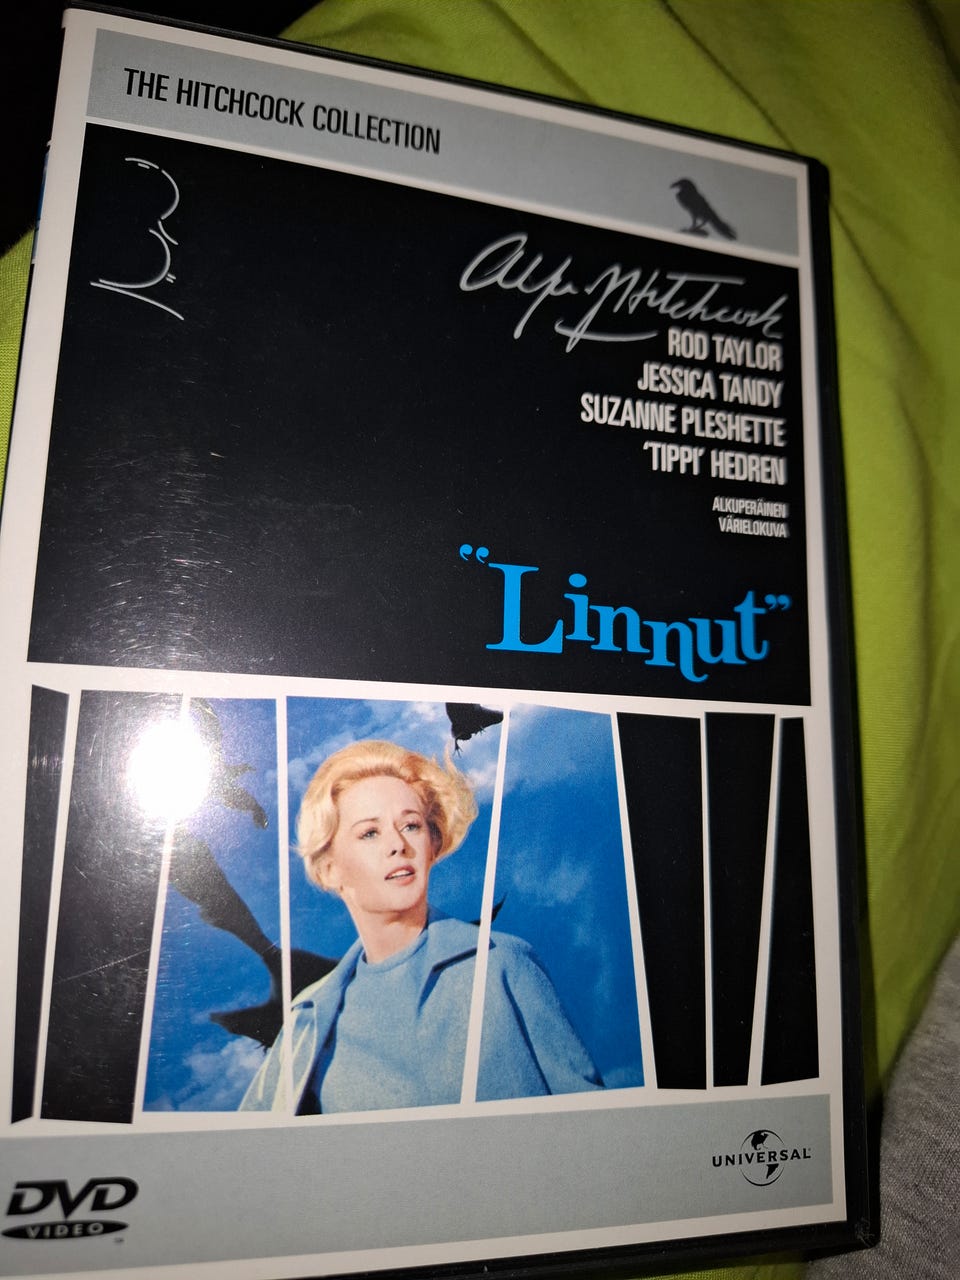 THE HITCHCOCK COLLECTION
Alfred Hitchcock
ROD TAYLOR
JESSICA TANDY
SUZANNE PLESHETTE
'TIPPI' HEDREN
ALKUPERÄINEN
VÄRIELOKUVA
"Linnut"
UNIVERSAL
DVD
VIDEO